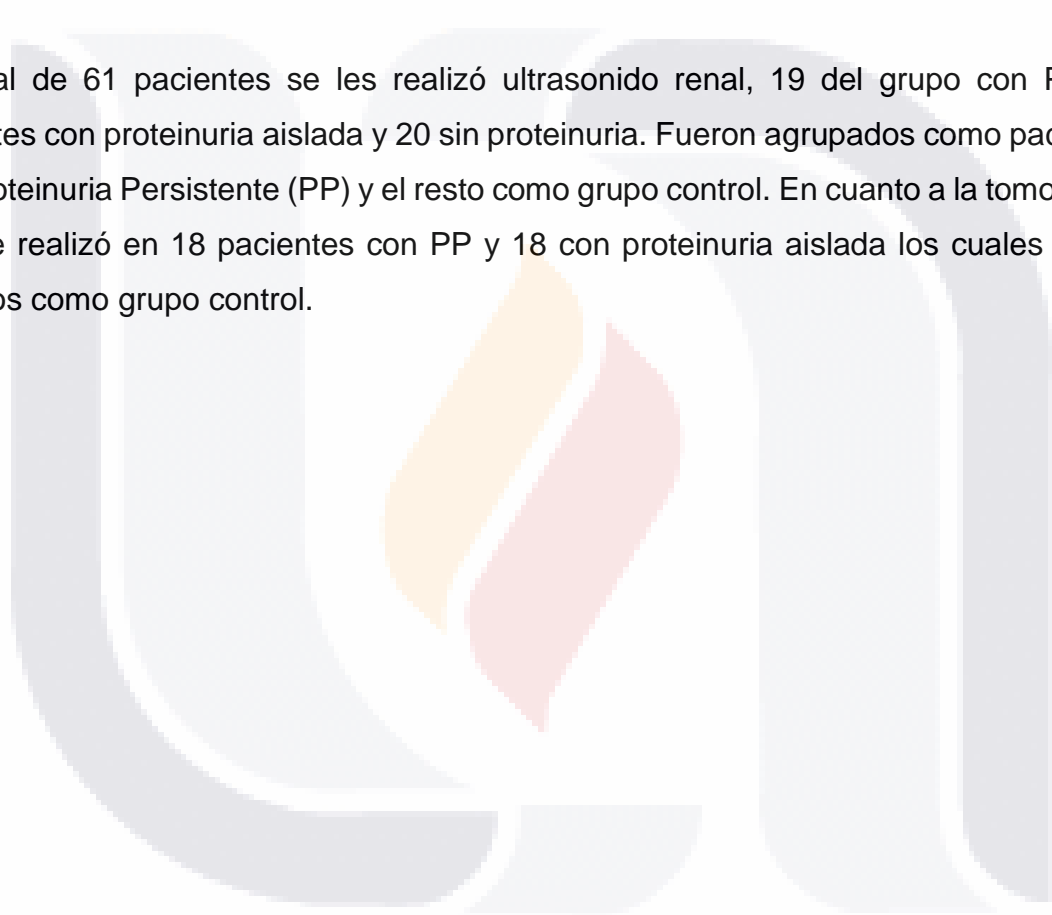 al de 61 pacientes se les realizó ultrasonido renal, 19 del grupo con
tes con proteinuria aislada y 20 sin proteinuria. Fueron agrupados como pac
oteinuria Persistente (PP) y el resto como grupo control. En cuanto a la tomo
e realizó en 18 pacientes con PP y 18 con proteinuria aislada los cuales
os como grupo control.